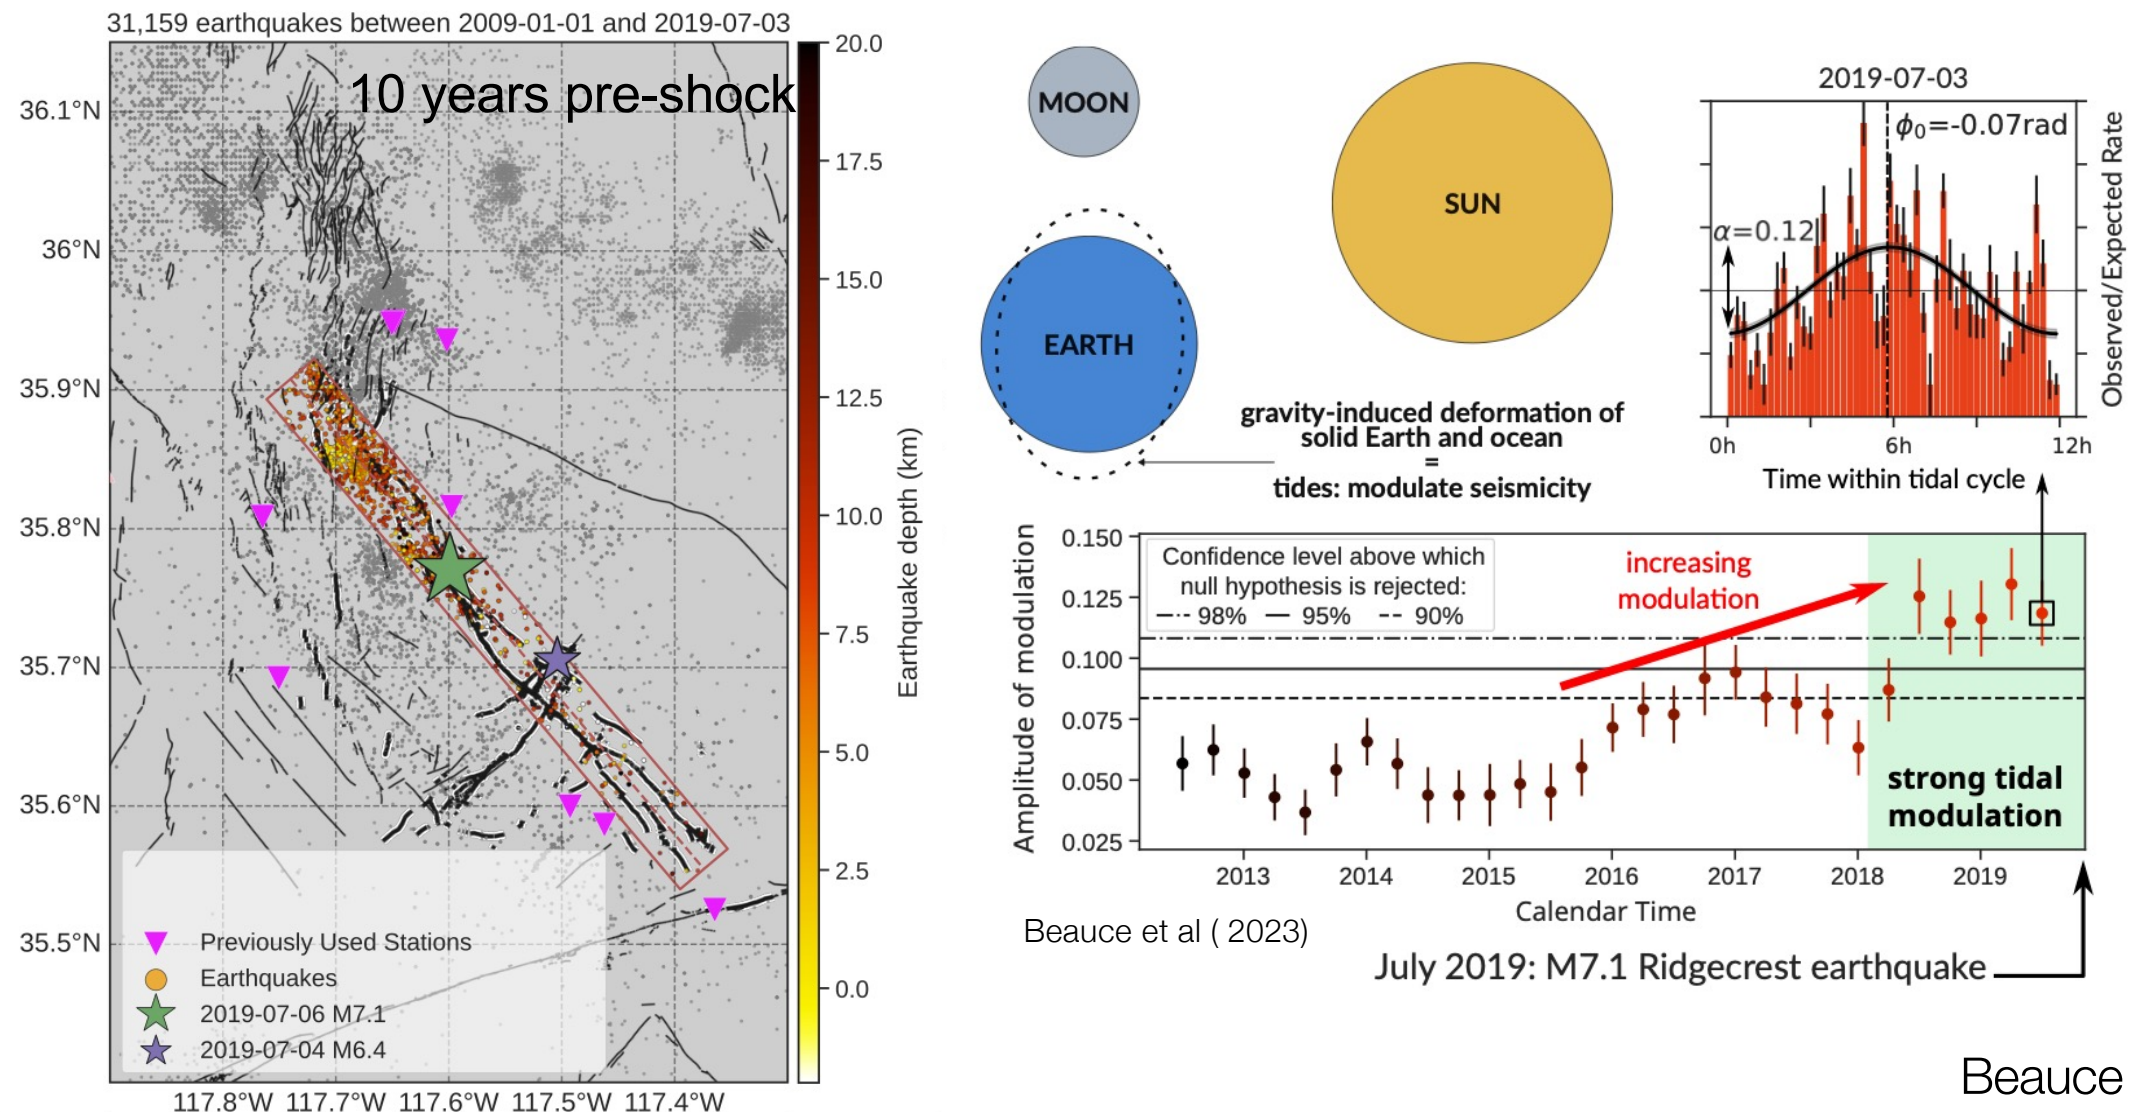 31,159 earthquakes between 2009-01-01 and 2019-07-03
10 years pre-shock
36.1°N
36°N
35.9°N
35.8°N
35.7°N
35.6°N
35.5°N
117.8°W 117.7°W 117.6°W 117.5°W 117.4°W
Previously Used Stations
Earthquakes
2019-07-06 M7.1
2019-07-04 M6.4
20.0
17.5
15.0
12.5
10.0
7.5
5.0
2.5
0.0
Earthquake depth (km)
MOON
EARTH
SUN
gravity-induced deformation of
solid Earth and ocean
=
tides: modulate seismicity
2019-07-03
ϕ₀=-0.07rad
α=0.12
Observed/Expected Rate
0h 6h 12h
Time within tidal cycle
Amplitude of modulation
0.150
0.125
0.100
0.075
0.050
0.025
Confidence level above which
null hypothesis is rejected:
98% 95% 90%
increasing
modulation
strong tidal
modulation
2013 2014 2015 2016 2017 2018 2019
Calendar Time
Beauce et al ( 2023)
July 2019: M7.1 Ridgecrest earthquake
Beauce